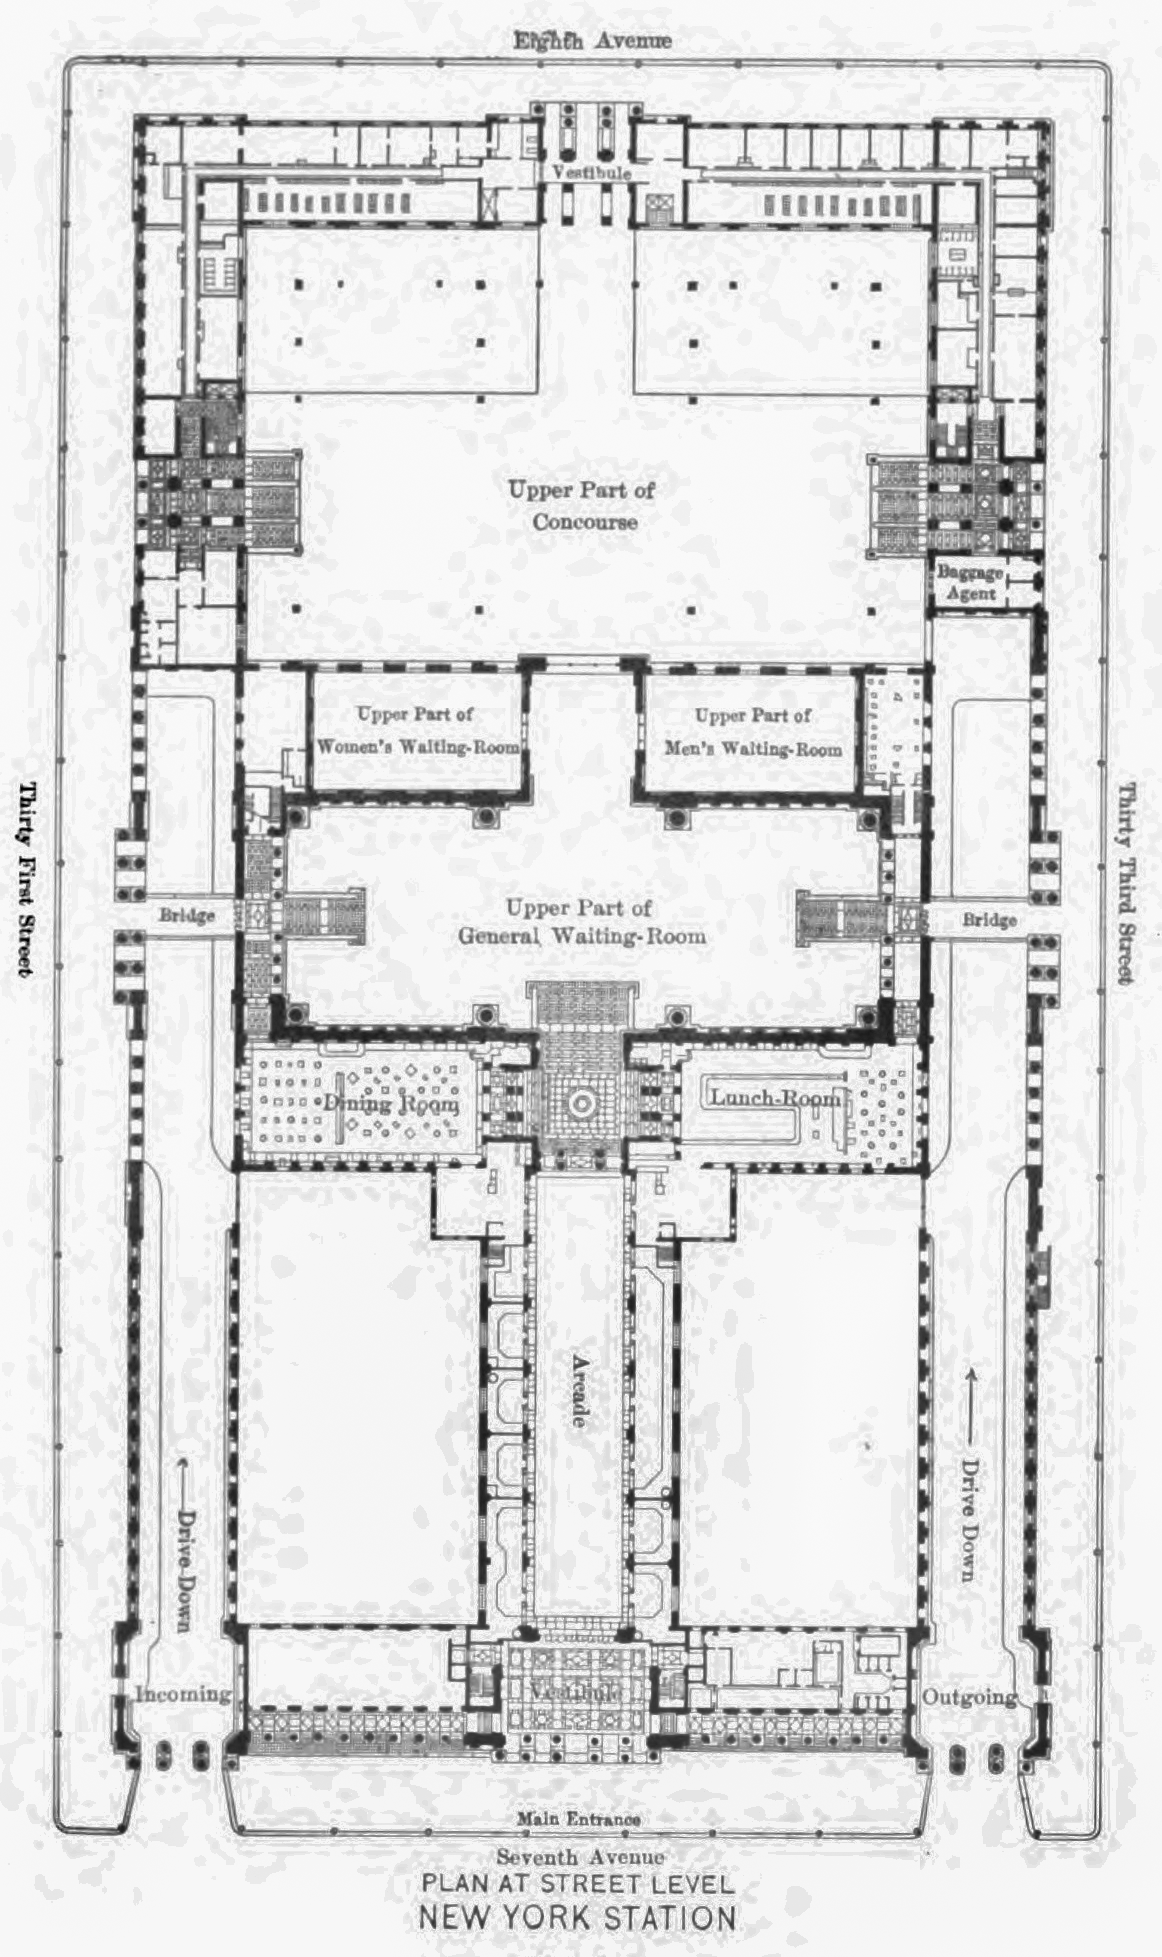 Eighth Avenue
Vestibule
Upper Part of
Concourse
Baggage
Agent
Upper Part of
Women's Waiting-Room
Upper Part of
Men's Waiting-Room
Thirty First Street
Thirty Third Street
Bridge
Upper Part of
General Waiting-Room
Bridge
Dining Room
Lunch-Room
Arcade
Drive-Down
Drive Down
Incoming
Vestibule
Outgoing
Main Entrance
Seventh Avenue
PLAN AT STREET LEVEL
NEW YORK STATION